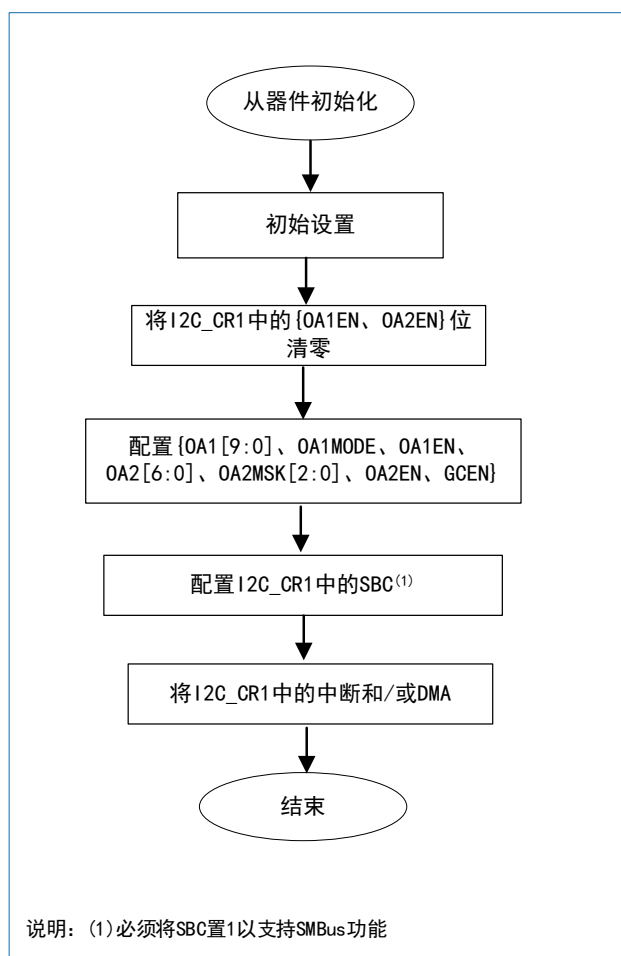 从器件初始化
初始设置
将I2C_CR1中的{OA1EN、OA2EN}位
清零
配置{OA1[9:0]、OA1MODE、OA1EN、
OA2[6:0]、OA2MSK[2:0]、OA2EN、GCEN}
配置I2C_CR1中的SBC(1)
将I2C_CR1中的中断和/或DMA
结束
说明：(1)必须将SBC置1以支持SMBus功能